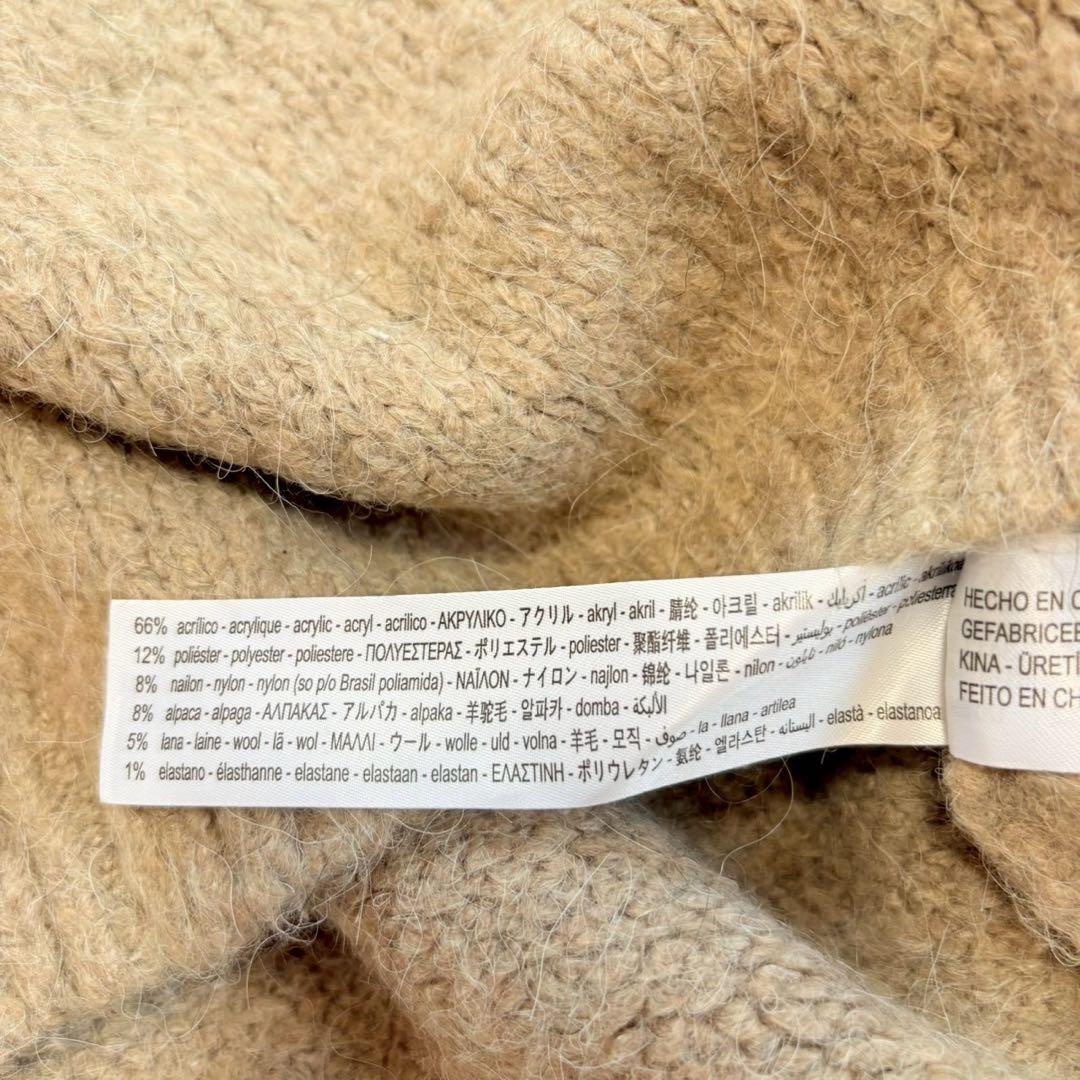 66% acrílico - acrylique - acrylic - acryl - acrilico - ΑΚΡΥΛΙΚΟ - アクリル - akryl - akril - 腈纶 - 아크릴 - akrilik - أكريليك - acrílic - akrilikoa
12% poliéster - polyester - poliestere - ΠΟΛΥΕΣΤΕΡΑΣ - ポリエステル - poliester - 聚酯纤维 - 폴리에스터 - بوليستير - polièster - poliesterra
8% nailon - nylon - nylon (so p/o Brasil poliamida) - ΝΑΪΛΟΝ - ナイロン - najlon - 锦纶 - 나일론 - nilon - نايلون - niló - nylona
8% alpaca - alpaga - ΑΛΠΑΚΑΣ - アルパカ - alpaka - 羊驼毛 - 알파카 - domba - الألبكة
5% lana - laine - wool - lã - wol - ΜΑΛΛΙ - ウール - wolle - uld - volna - 羊毛 - 모직 - صوف - la - llana - artilea
1% elastano - élasthanne - elastane - elastaan - elastan - ΕΛΑΣΤΙΝΗ - ポリウレタン - 氨纶 - 엘라스탄 - اليستانه - elastà - elastanoa
HECHO EN
GEFABRICEE
KINA - ÜRETİ
FEITO EN CH